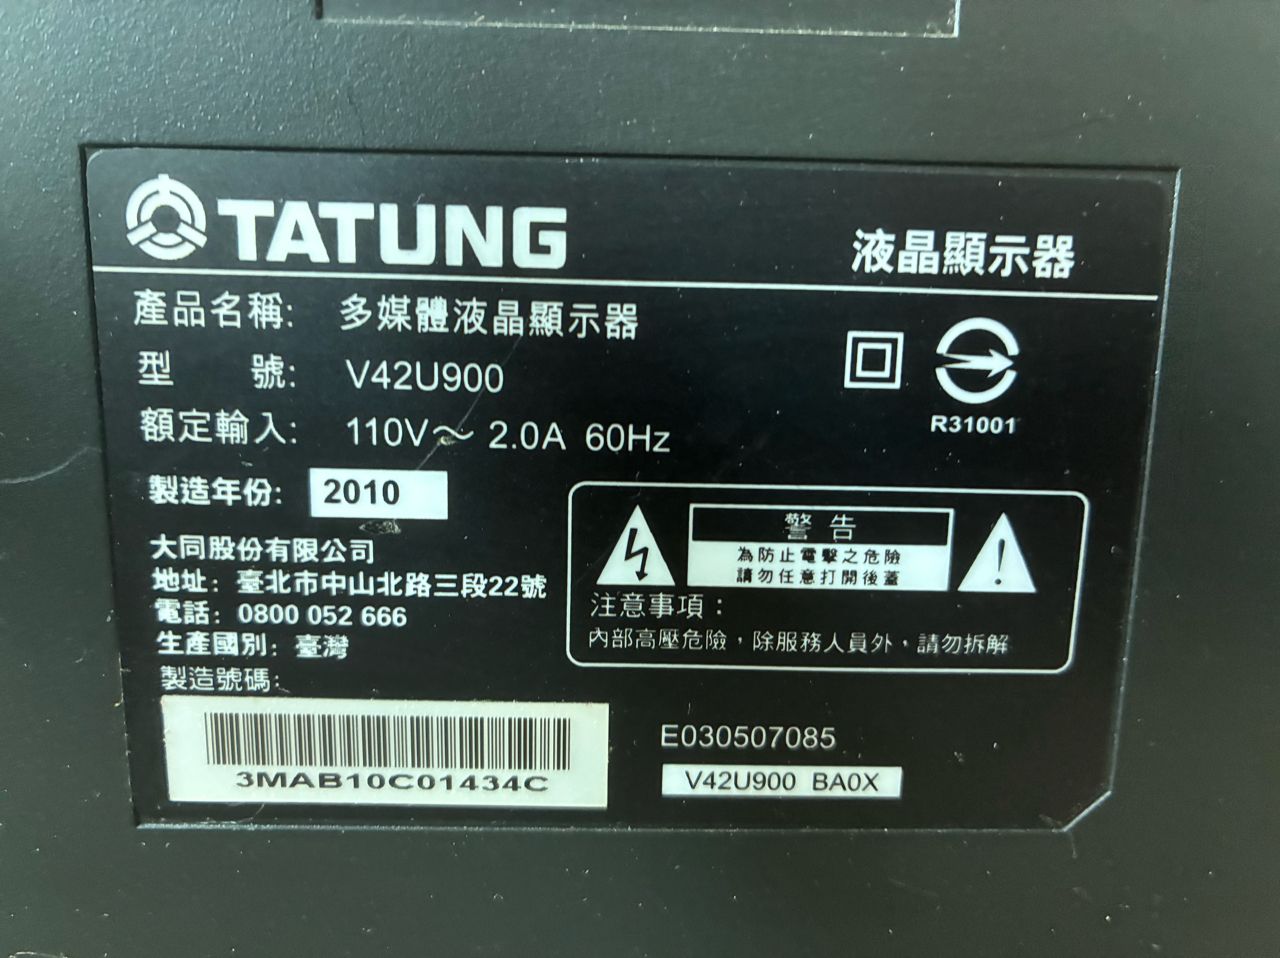 TATUNG
液晶顯示器
產品名稱: 多媒體液晶顯示器
型 號: V42U900
額定輸入: 110V～ 2.0A 60Hz
R31001
製造年份: 2010
大同股份有限公司
地址: 臺北市中山北路三段22號
電話: 0800 052 666
生產國別: 臺灣
製造號碼:
3MAB10C01434C
警告
為防止電擊之危險
請勿任意打開後蓋
注意事項：
內部高壓危險，除服務人員外，請勿拆解
E030507085
V42U900 BA0X